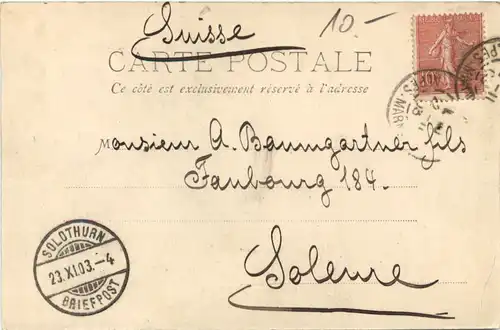 Suisse
10.-
CARTE POSTALE
Ce côté est exclusivement réservé à l'adresse
Monsieur A. Baumgartner fils
Faubourg 184.
Soleure
SOLOTHURN
23.XI.03.-4
BRIEFPOST